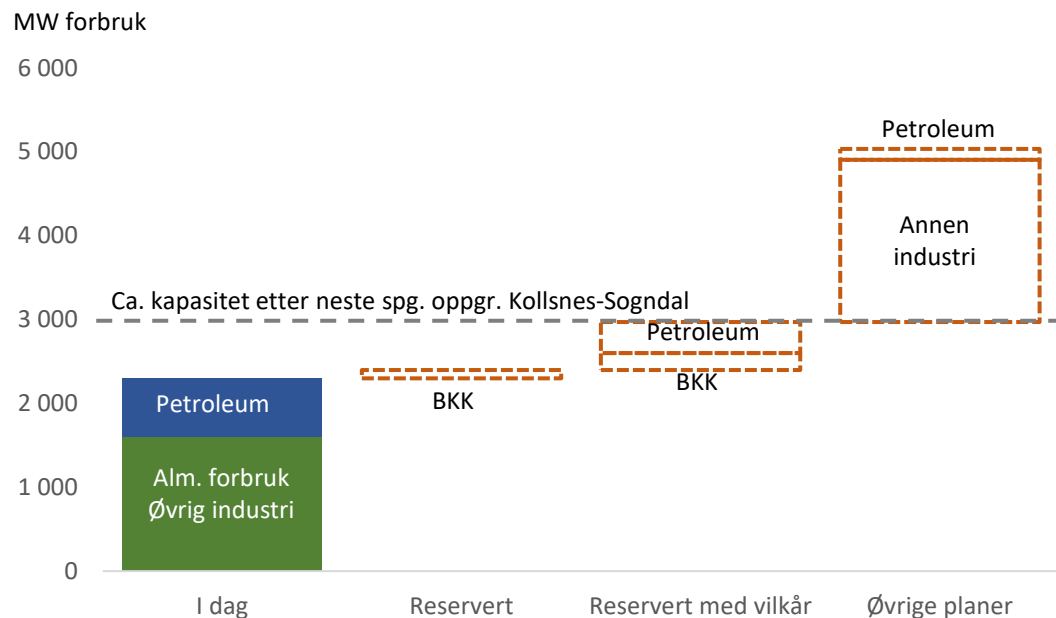 MW forbruk
6 000
5 000
4 000
3 000
2 000
1 000
0
Ca. kapasitet etter neste spg. oppgr. Kollsnes-Sogndal
Petroleum
Alm. forbruk
Øvrig industri
BKK
Petroleum
BKK
Petroleum
Annen
industri
I dag
Reservert
Reservert med vilkår
Øvrige planer